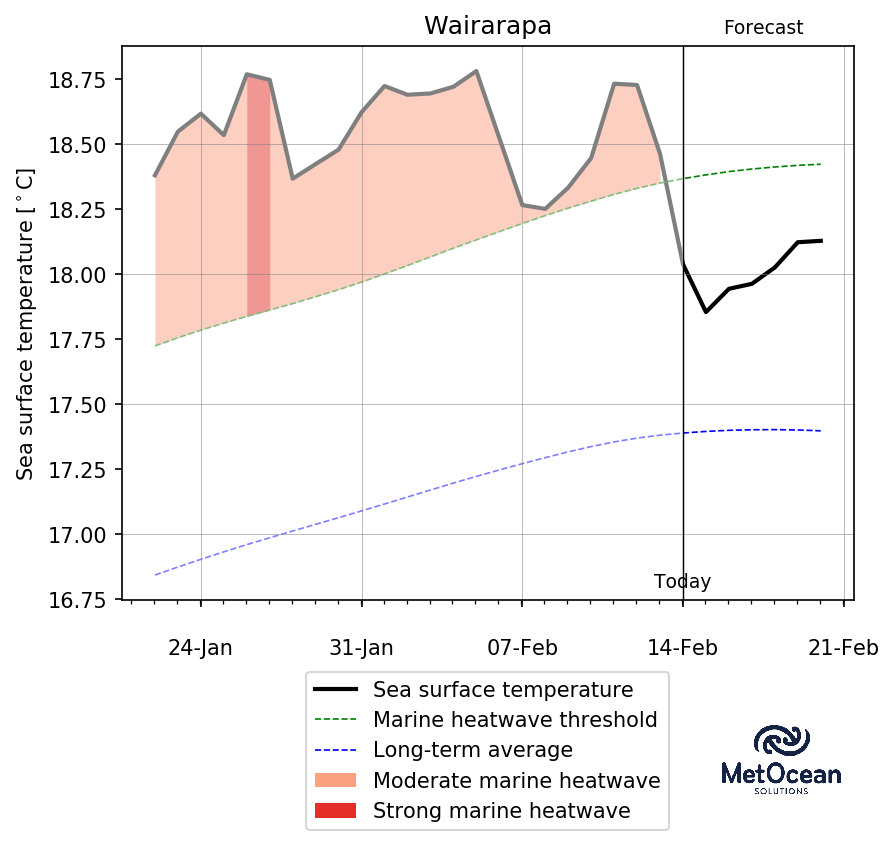 Wairarapa
Forecast
Sea surface temperature [°C]
18.75
18.50
18.25
18.00
17.75
17.50
17.25
17.00
16.75
Today
24-Jan
31-Jan
07-Feb
14-Feb
21-Feb
Sea surface temperature
Marine heatwave threshold
Long-term average
Moderate marine heatwave
Strong marine heatwave
MetOcean
SOLUTIONS